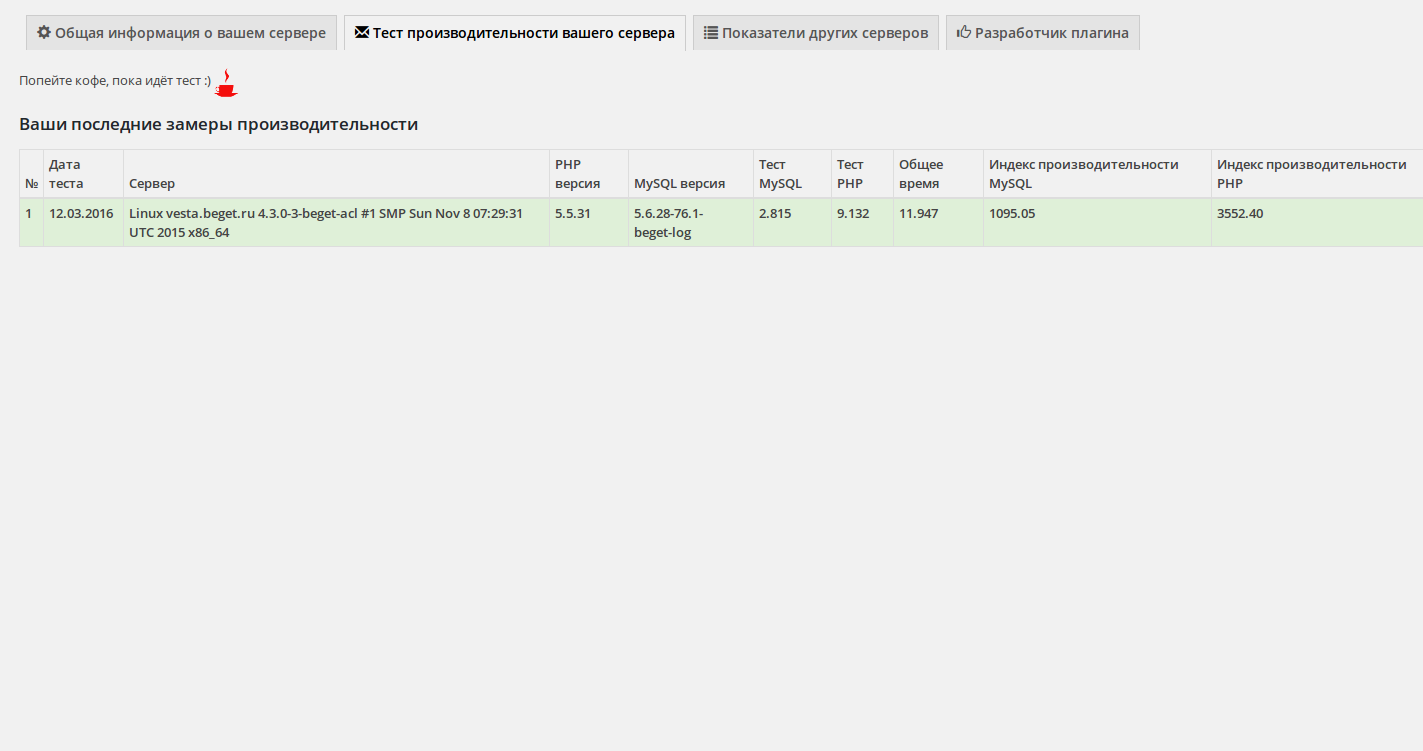 Общая информация о вашем сервере
Тест производительности вашего сервера
Показатели других серверов
Разработчик плагина
Попейте кофе, пока идёт тест :)
Ваши последние замеры производительности
№
Дата
теста
Сервер
PHP
версия
MySQL версия
Тест
MySQL
Тест
PHP
Общее
время
Индекс производительности
MySQL
Индекс производительности
PHP
1
12.03.2016
Linux vesta.beget.ru 4.3.0-3-beget-acl #1 SMP Sun Nov 8 07:29:31
UTC 2015 x86_64
5.5.31
5.6.28-76.1-
beget-log
2.815
9.132
11.947
1095.05
3552.40